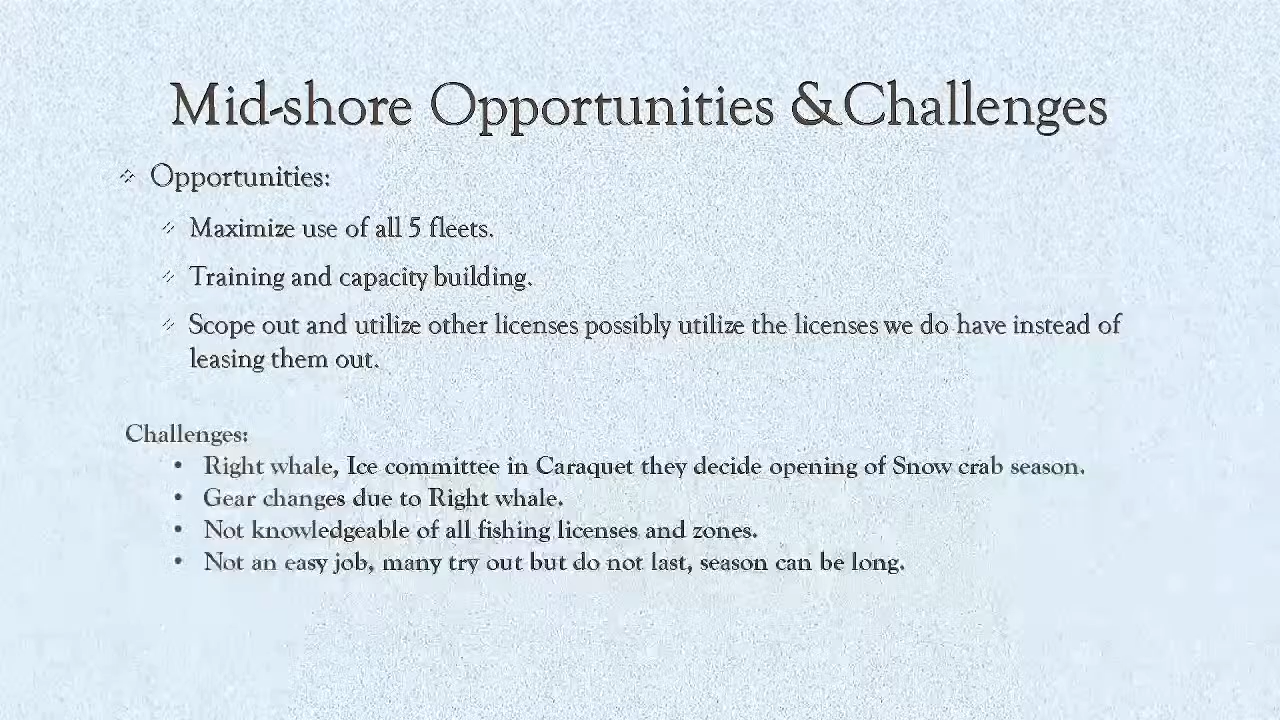 Mid-shore Opportunities &Challenges
Opportunities:
Maximize use of all 5 fleets.
Training and capacity building.
Scope out and utilize other licenses possibly utilize the licenses we do have instead of
leasing them out.
Challenges:
• Right whale, Ice committee in Caraquet they decide opening of Snow crab season.
• Gear changes due to Right whale.
• Not knowledgeable of all fishing licenses and zones.
• Not an easy job, many try out but do not last, season can be long.